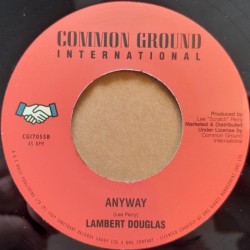 COMMON GROUND
INTERNATIONAL
Produced by
Lee "Scratch" Perry
Marketed & Distributed
Under License by
Common Ground
International
CGI7055B
45 RPM
ANYWAY
(Lee Perry)
LAMBERT DOUGLAS